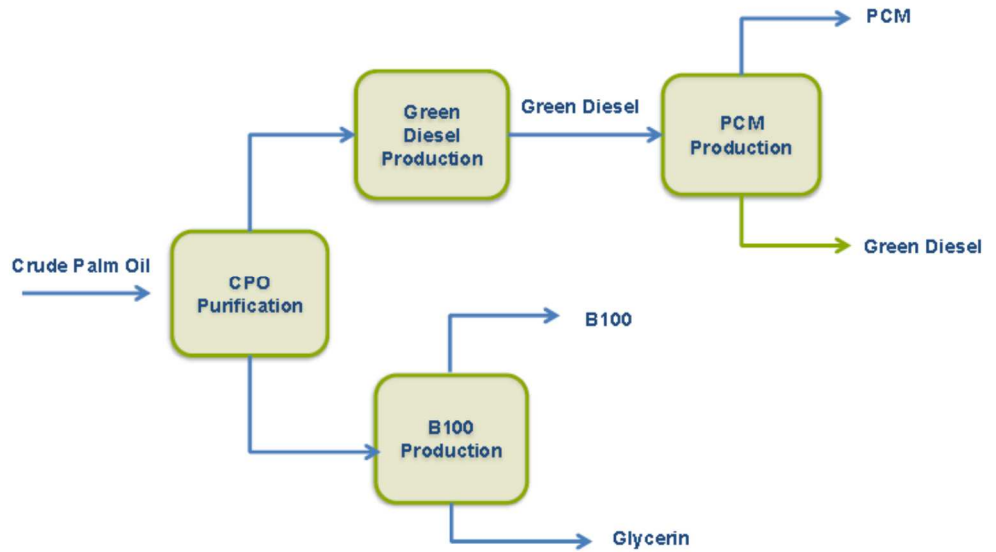 PCM
Green
Diesel
Production
Green Diesel
PCM
Production
Green Diesel
Crude Palm Oil
CPO
Purification
B100
B100
Production
Glycerin